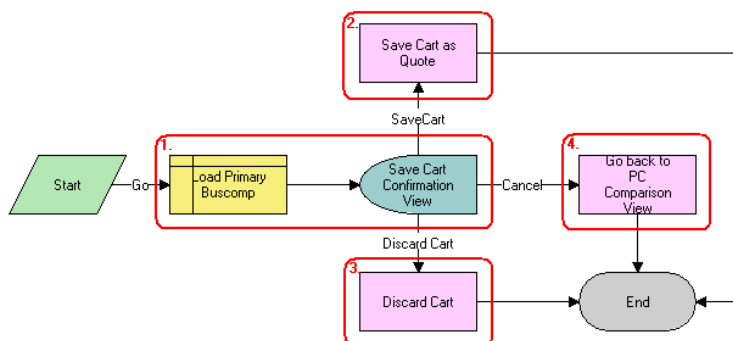 2.
Save Cart as
Quote
SaveCart
1.
4.
Start
Go
Load Primary
Buscomp
Save Cart
Confirmation
View
Cancel
Go back to
PC
Comparison
View
Discard Cart
3.
Discard Cart
End